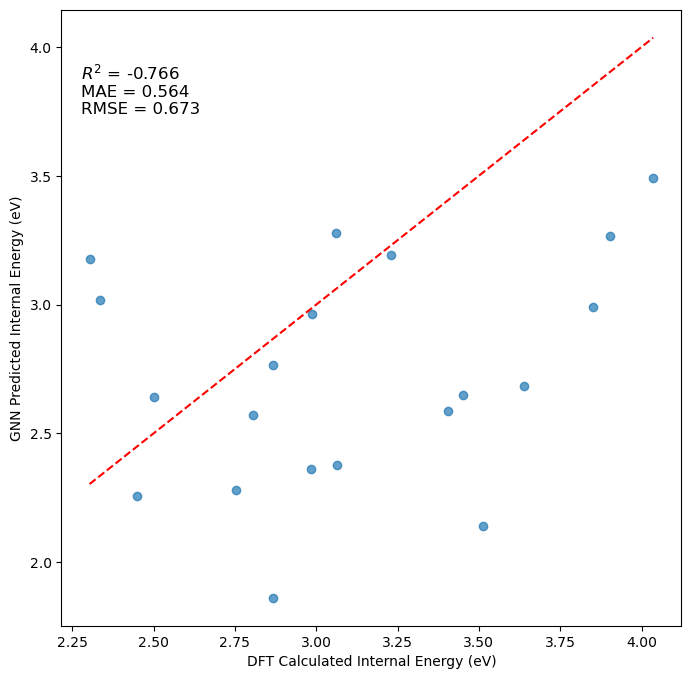 R² = -0.766
MAE = 0.564
RMSE = 0.673
4.0
3.5
3.0
2.5
2.0
GNN Predicted Internal Energy (eV)
2.25 2.50 2.75 3.00 3.25 3.50 3.75 4.00
DFT Calculated Internal Energy (eV)